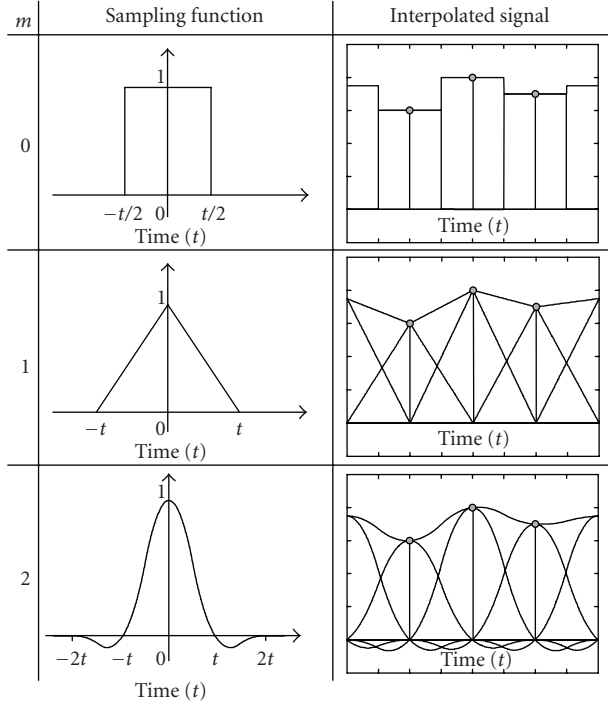 m Sampling function Interpolated signal
0
1
−t/2 0 t/2
Time (t)
Time (t)
1
1
−t 0 t
Time (t)
Time (t)
2
1
−2t −t 0 t 2t
Time (t)
Time (t)